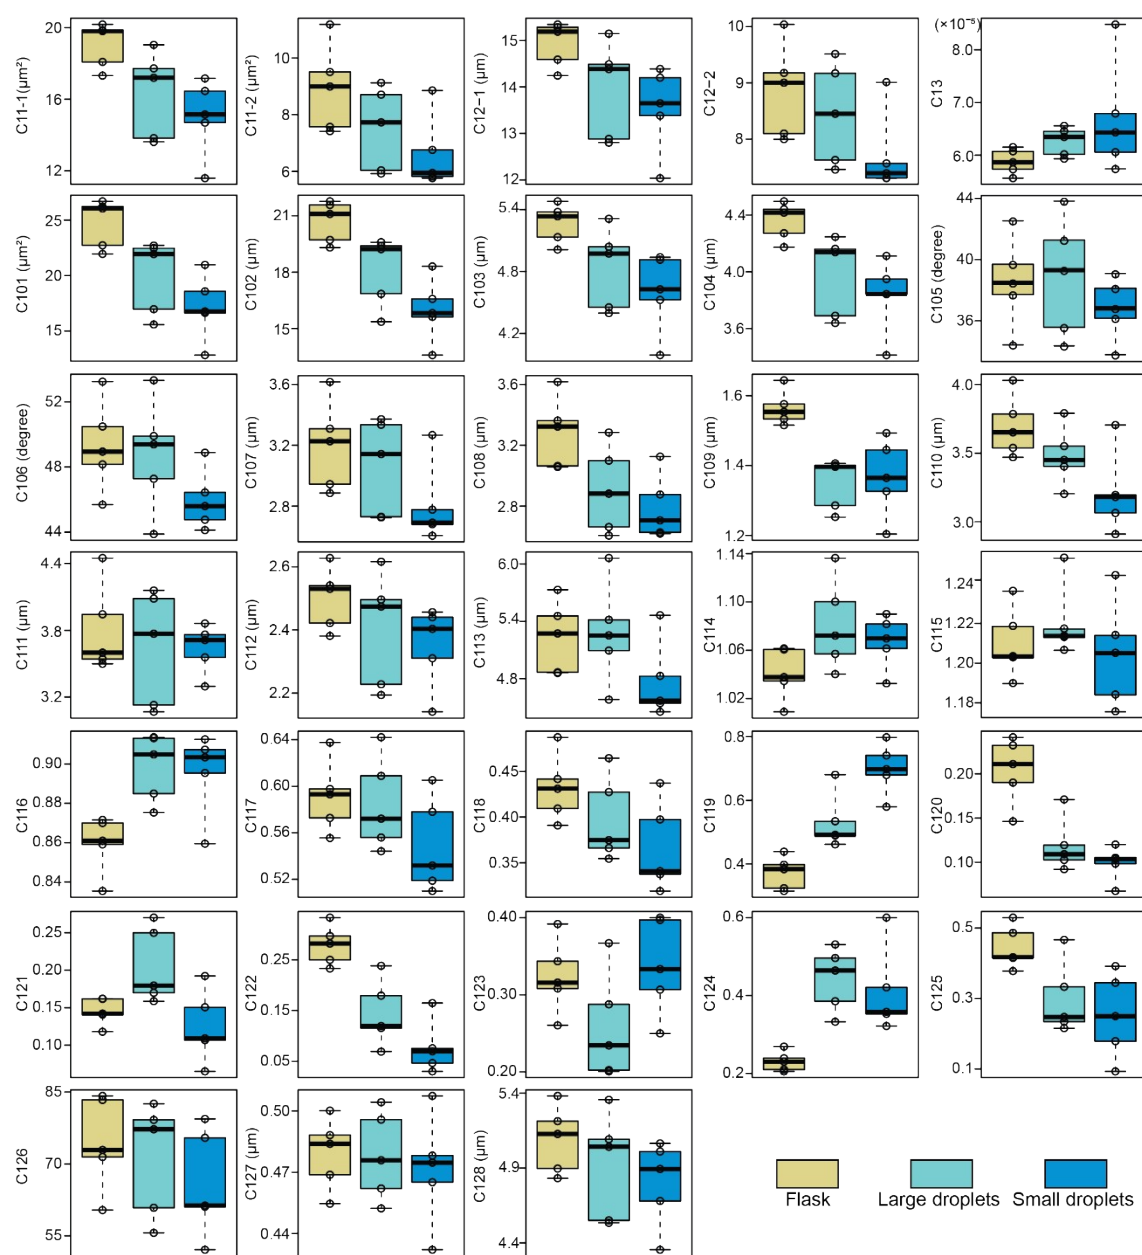 C11-1(μm²)
20
16
12
C11-2 (μm²)
10
8
6
C12−1 (μm)
15
14
13
12
C12−2
9
8
(×10⁻⁵)
C13
8.0
7.0
6.0
C101 (μm²)
25
20
15
C102 (μm)
21
18
16
C103 (μm)
5.4
4.8
4.2
C104 (μm)
4.4
4.0
3.6
C105 (degree)
44
40
36
C106 (degree)
52
48
44
C107 (μm)
3.6
3.2
2.8
C108 (μm)
3.6
3.2
2.8
C109 (μm)
1.6
1.4
1.2
C110 (μm)
4.0
3.5
3.0
C111 (μm)
4.4
3.8
3.2
C112 (μm)
2.6
2.4
2.2
C113 (μm)
6.0
5.4
4.8
C114
1.14
1.10
1.06
1.02
C115
1.24
1.22
1.20
1.18
C116
0.90
0.88
0.86
0.84
C117
0.64
0.60
0.56
0.52
C118
0.45
0.40
0.35
C119
0.8
0.6
0.4
C120
0.20
0.10
C121
0.25
0.20
0.15
0.10
C122
0.25
0.15
0.05
C123
0.40
0.30
0.20
C124
0.6
0.4
0.2
C125
0.5
0.3
0.1
C126
85
70
55
C127 (μm)
0.50
0.47
0.44
C128 (μm)
5.4
4.9
4.4
Flask
Large droplets
Small droplets